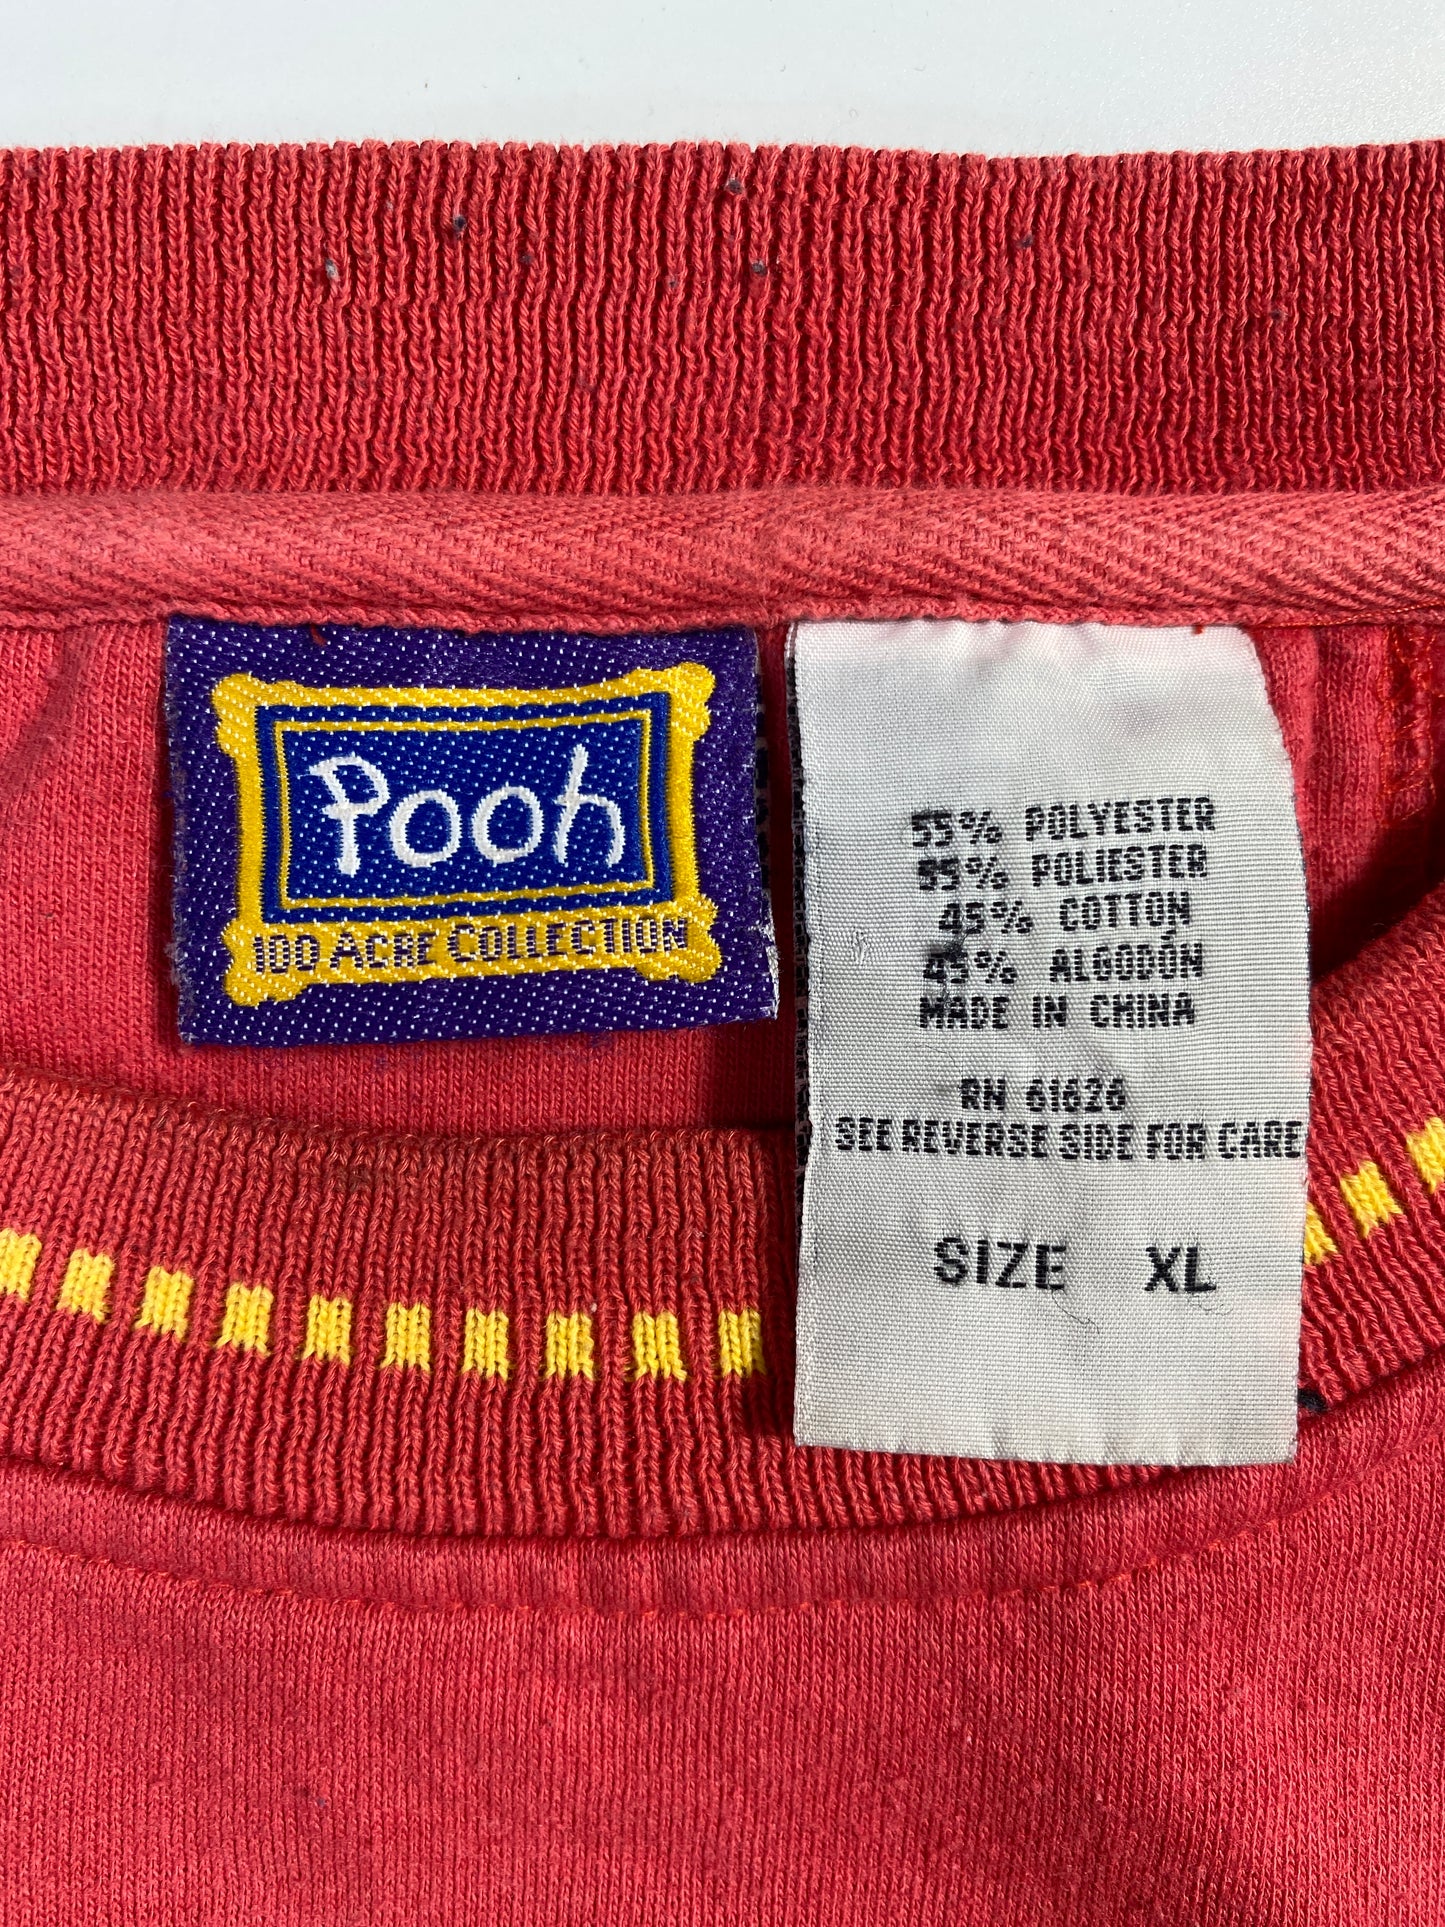 Pooh
100 ACRE COLLECTION
55% POLYESTER
55% POLIESTER
45% COTTON
45% ALGODÓN
MADE IN CHINA
RN 61626
SEE REVERSE SIDE FOR CARE
SIZE XL